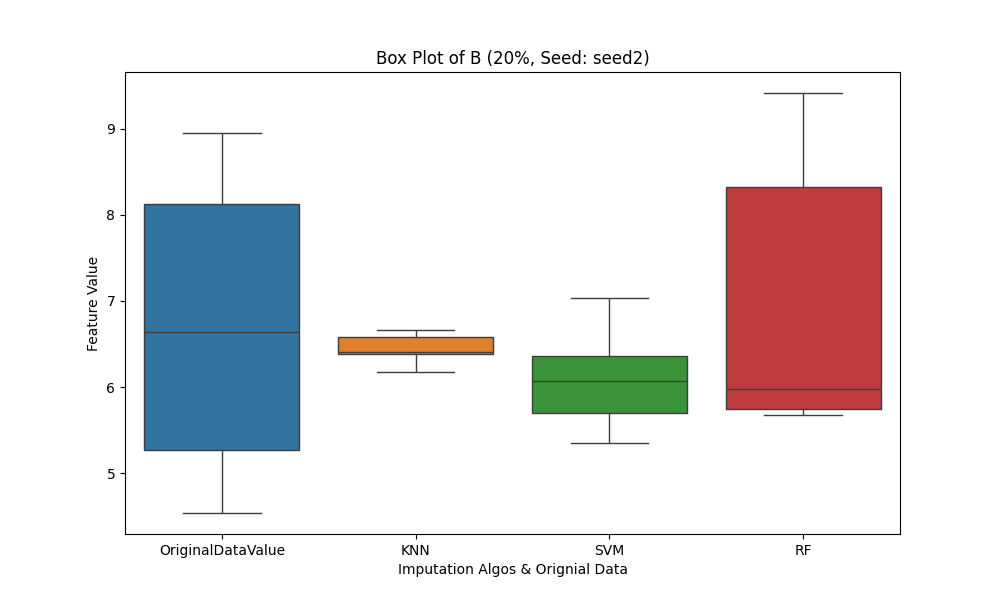 Box Plot of B (20%, Seed: seed2)
Feature Value
9
8
7
6
5
OriginalDataValue KNN SVM RF
Imputation Algos & Orignial Data